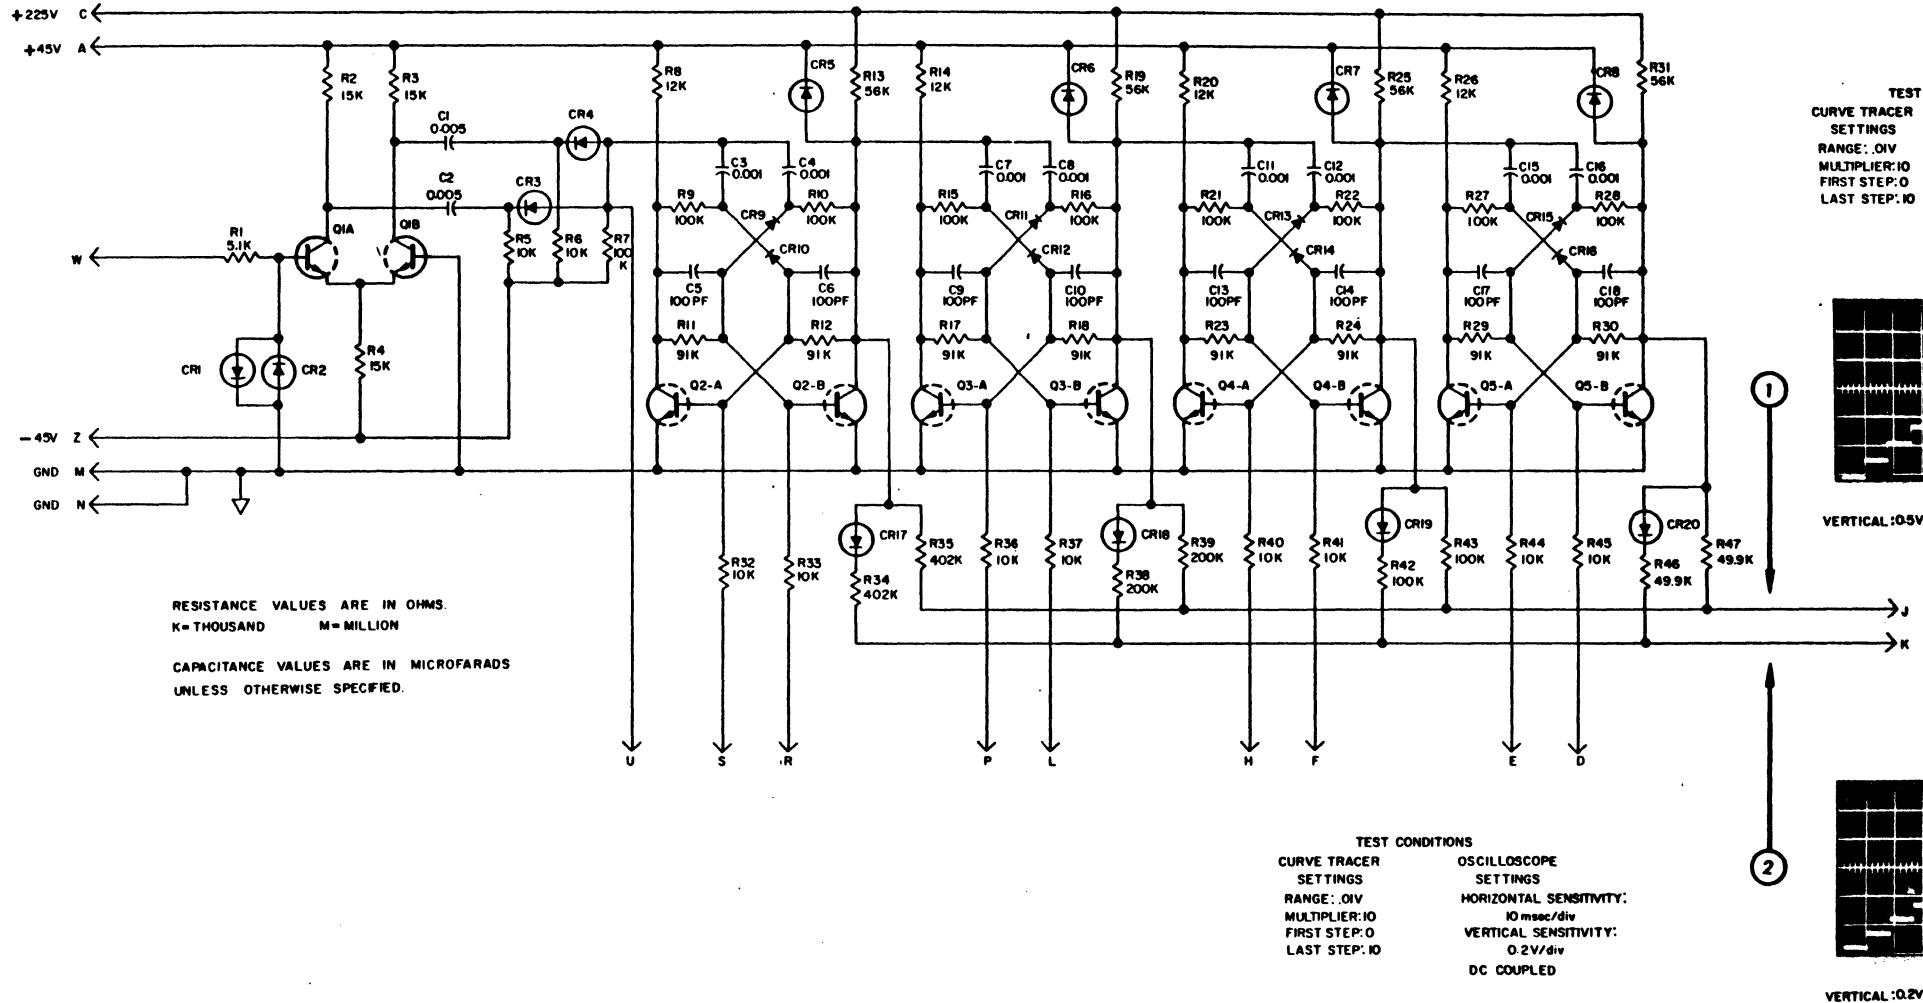 +225V C
+45V A
R2
15K
R3
15K
R8
12K
CR5
R13
56K
R14
12K
CR6
R19
56K
R20
12K
CR7
R25
56K
R26
12K
CR8
R31
56K
TEST
CURVE TRACER
SETTINGS
RANGE: .01V
MULTIPLIER:10
FIRST STEP:0
LAST STEP:10
C1
0.005
CR4
C2
0.005
CR3
C3
0.001
C4
0.001
C7
0.001
C8
0.001
C11
0.001
C12
0.001
C15
0.001
C16
0.001
R9
100K
R10
100K
R15
100K
R16
100K
R21
100K
R22
100K
R27
100K
R28
100K
CR9
CR10
CR11
CR12
CR13
CR14
CR15
CR16
W
R1
5.1K
Q1A
Q1B
R5
10K
R6
10K
R7
100
K
C5
100PF
C6
100PF
C9
100PF
C10
100PF
C13
100PF
C14
100PF
C17
100PF
C18
100PF
R11
91K
R12
91K
R17
91K
R18
91K
R23
91K
R24
91K
R29
91K
R30
91K
CR1
CR2
R4
15K
Q2-A
Q2-B
Q3-A
Q3-B
Q4-A
Q4-B
Q5-A
Q5-B
1
-45V Z
GND M
GND N
VERTICAL:0.5V
CR17
R35
402K
R36
10K
R37
10K
CR18
R39
200K
R40
10K
R41
10K
CR19
R43
100K
R44
10K
R45
10K
CR20
R47
49.9K
R32
10K
R33
10K
R34
402K
R38
200K
R42
100K
R46
49.9K
RESISTANCE VALUES ARE IN OHMS.
K=THOUSAND M=MILLION
CAPACITANCE VALUES ARE IN MICROFARADS
UNLESS OTHERWISE SPECIFIED.
J
K
U S R P L H F E D
2
TEST CONDITIONS
CURVE TRACER
SETTINGS
RANGE: .01V
MULTIPLIER:10
FIRST STEP:0
LAST STEP:10
OSCILLOSCOPE
SETTINGS
HORIZONTAL SENSITIVITY:
10 msec/div
VERTICAL SENSITIVITY:
0.2V/div
DC COUPLED
VERTICAL:0.2V